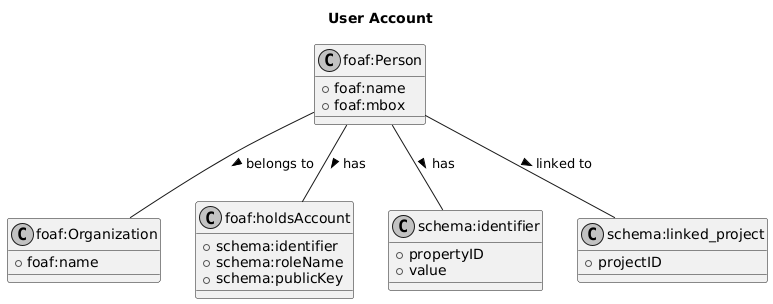 User Account
C foaf:Person
foaf:name
foaf:mbox
belongs to
has
has
linked to
C foaf:Organization
foaf:name
C foaf:holdsAccount
schema:identifier
schema:roleName
schema:publicKey
C schema:identifier
propertyID
value
C schema:linked_project
projectID